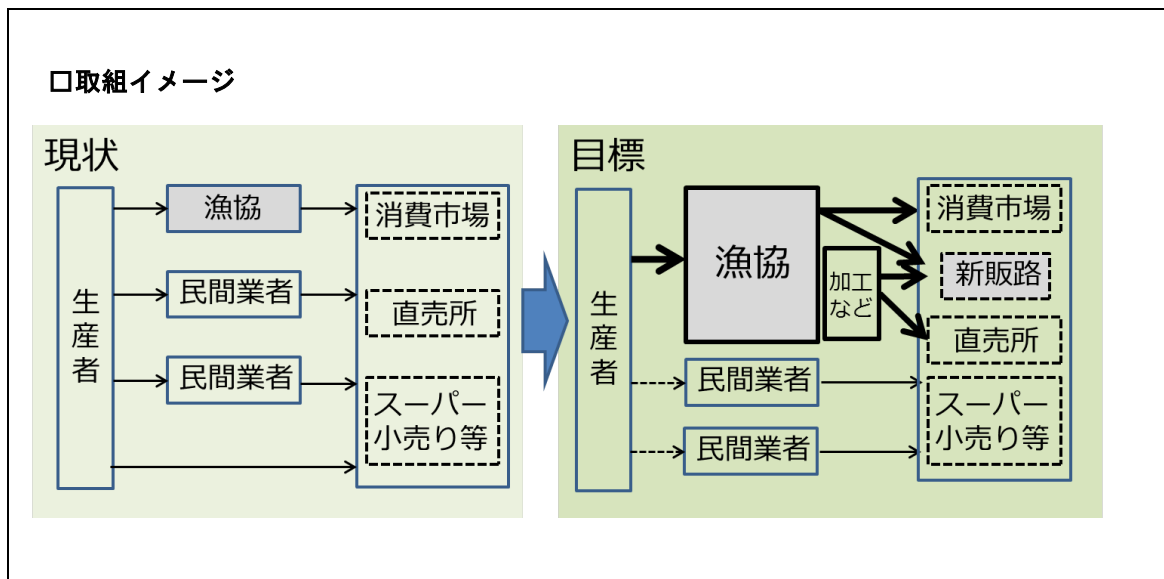 □取組イメージ
現状
生産者
漁協
民間業者
民間業者
消費市場
直売所
スーパー
小売り等
目標
生産者
漁協
加工
など
民間業者
民間業者
消費市場
新販路
直売所
スーパー
小売り等